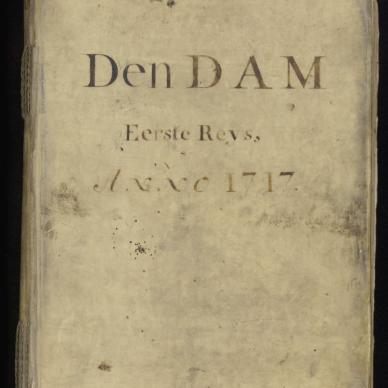 Den DAM
Eerste Reys,
Anno 1717.